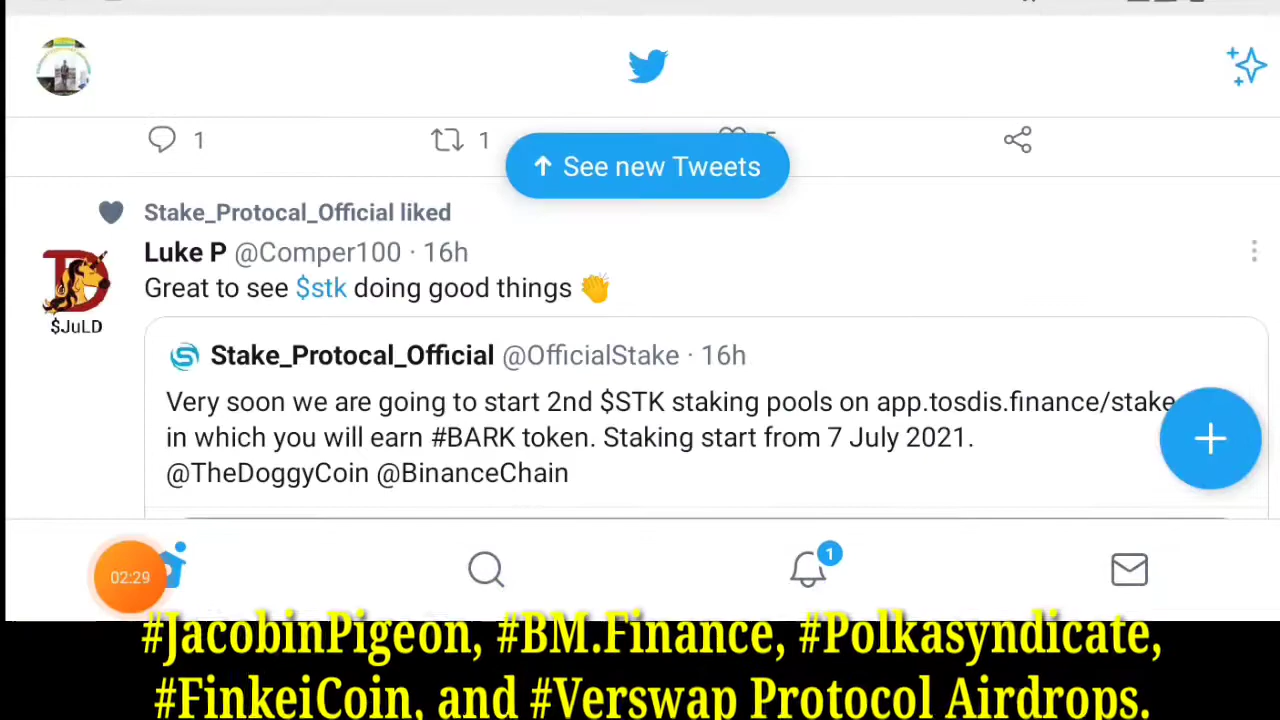 1
1
5
See new Tweets
Stake_Protocal_Official liked
Luke P @Comper100 · 16h
Great to see $stk doing good things 👏
$JuLD
Stake_Protocal_Official @OfficialStake · 16h
Very soon we are going to start 2nd $STK staking pools on app.tosdis.finance/stake
in which you will earn #BARK token. Staking start from 7 July 2021.
@TheDoggyCoin @BinanceChain
02:29
1
#JacobinPigeon, #BM.Finance, #Polkasyndicate,
#FinkeiCoin, and #Verswap Protocol Airdrops.